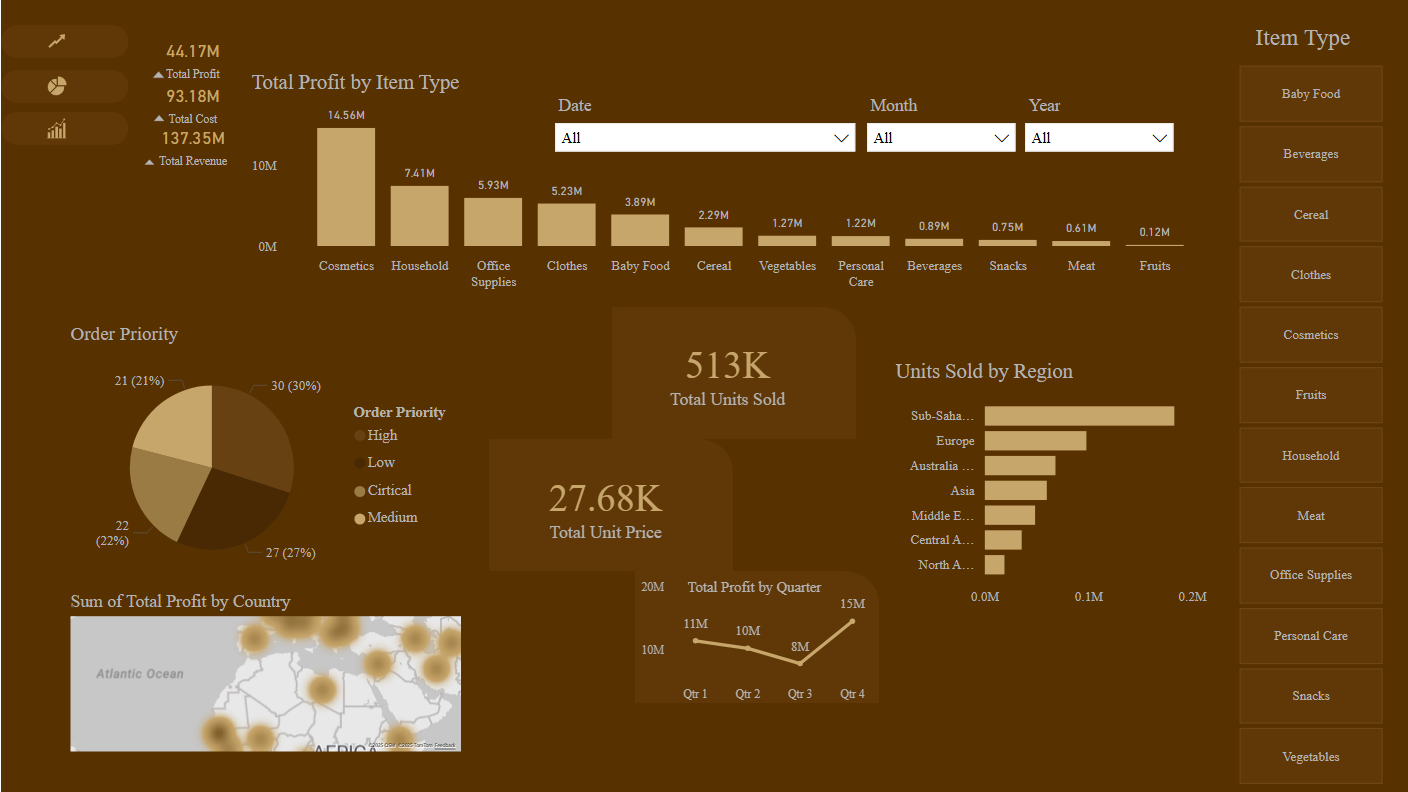 44.17M
Total Profit
93.18M
Total Cost
137.35M
Total Revenue
Total Profit by Item Type
Date
Month
Year
All
All
All
10M
0M
14.56M
7.41M
5.93M
5.23M
3.89M
2.29M
1.27M
1.22M
0.89M
0.75M
0.61M
0.12M
Cosmetics
Household
Office
Supplies
Clothes
Baby Food
Cereal
Vegetables
Personal
Care
Beverages
Snacks
Meat
Fruits
Item Type
Baby Food
Beverages
Cereal
Clothes
Cosmetics
Fruits
Household
Meat
Office Supplies
Personal Care
Snacks
Vegetables
Order Priority
21 (21%)
30 (30%)
22
(22%)
27 (27%)
Order Priority
High
Low
Cirtical
Medium
513K
Total Units Sold
27.68K
Total Unit Price
Units Sold by Region
Sub-Saha…
Europe
Australia …
Asia
Middle E…
Central A…
North A…
0.0M
0.1M
0.2M
Total Profit by Quarter
20M
10M
11M
10M
8M
15M
Qtr 1
Qtr 2
Qtr 3
Qtr 4
Sum of Total Profit by Country
Atlantic Ocean
AFRICA
©2025 OSM ©2025 TomTom Feedback